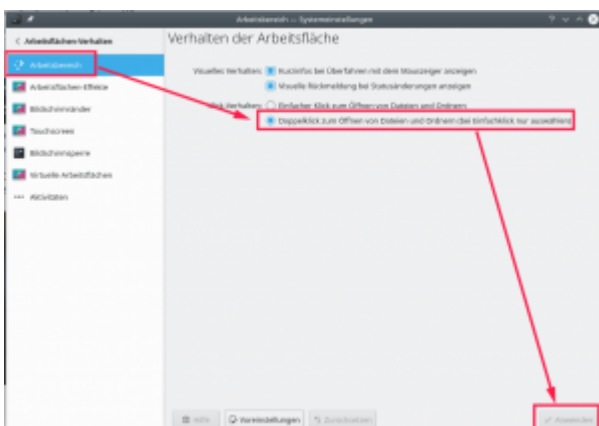 Arbeitsbereich — Systemeinstellungen
Arbeitsflächen-Verhalten
Verhalten der Arbeitsfläche
Arbeitsbereich
Arbeitsflächen-Effekte
Bildschirmränder
Touchscreen
Bildschirmsperre
Virtuelle Arbeitsflächen
Aktivitäten
Visuelles Verhalten: Kurzinfos bei Überfahren mit dem Mauszeiger anzeigen
Visuelle Rückmeldung bei Statusänderungen anzeigen
Klick-Verhalten: Einfacher Klick zum Öffnen von Dateien und Ordnern
Doppelklick zum Öffnen von Dateien und Ordnern (bei Einfachklick nur auswählen)
Hilfe
Voreinstellungen
Zurücksetzen
Anwenden